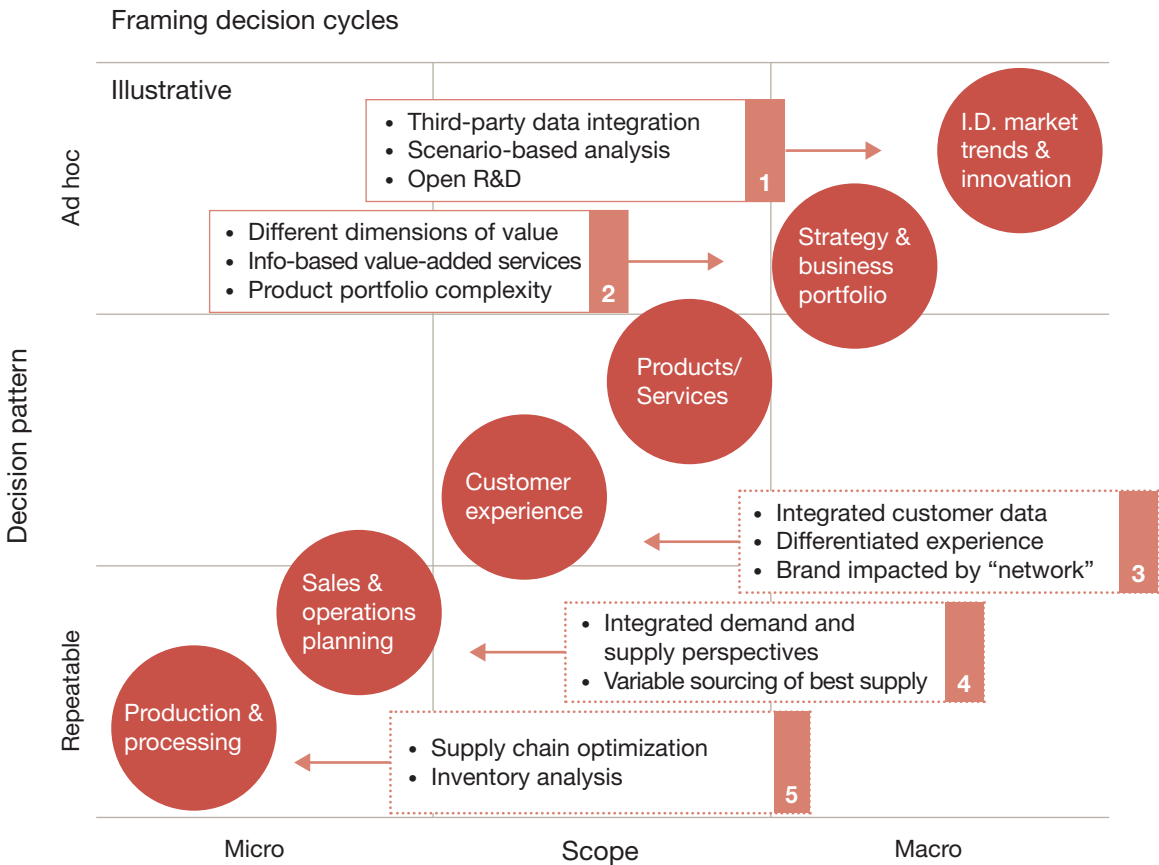 Framing decision cycles
Illustrative
Ad hoc
Decision pattern
Repeatable
• Third-party data integration
• Scenario-based analysis
• Open R&D
1
I.D. market
trends &
innovation
• Different dimensions of value
• Info-based value-added services
• Product portfolio complexity
2
Strategy &
business
portfolio
Products/
Services
Customer
experience
• Integrated customer data
• Differentiated experience
• Brand impacted by “network”
3
Sales &
operations
planning
• Integrated demand and
supply perspectives
• Variable sourcing of best supply
4
Production &
processing
• Supply chain optimization
• Inventory analysis
5
Micro
Scope
Macro